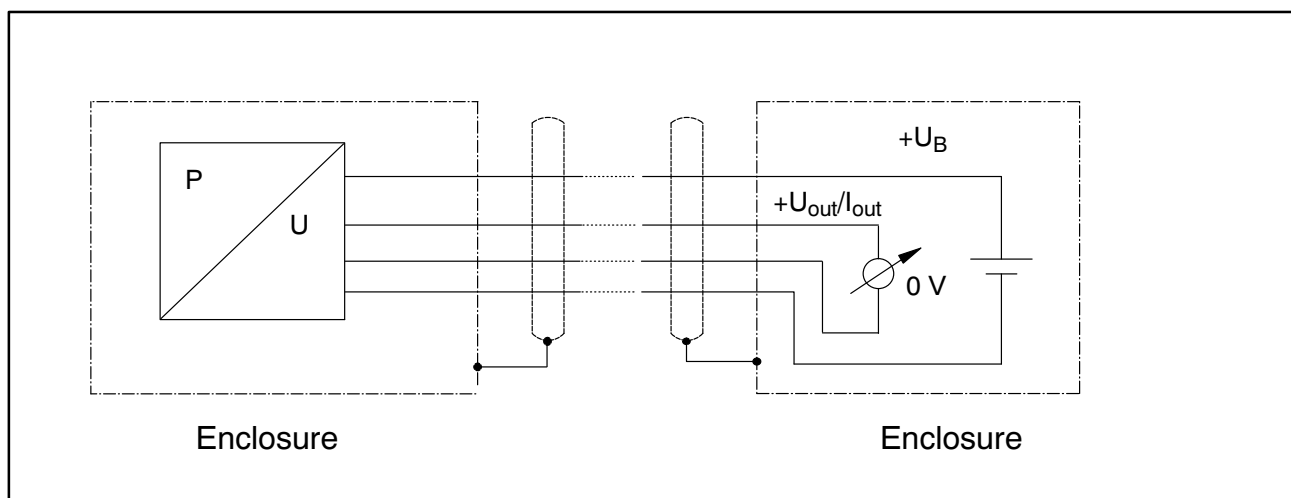 P
U
+U_B
+U_out/I_out
0 V
Enclosure
Enclosure